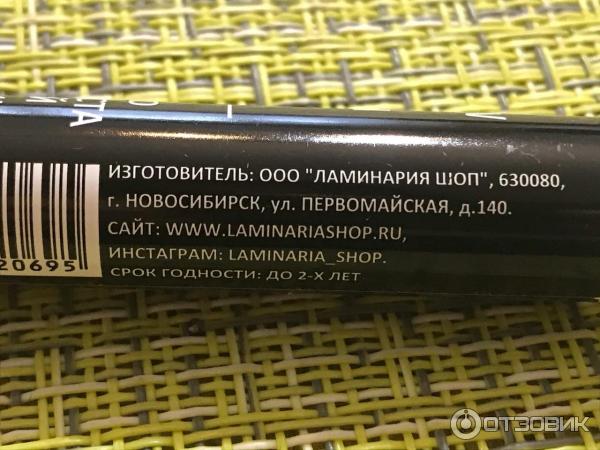 ИЗГОТОВИТЕЛЬ: ООО "ЛАМИНАРИЯ ШОП", 630080,
г. НОВОСИБИРСК, ул. ПЕРВОМАЙСКАЯ, д.140.
САЙТ: WWW.LAMINARIASHOP.RU,
ИНСТАГРАМ: LAMINARIA_SHOP.
СРОК ГОДНОСТИ: ДО 2-Х ЛЕТ
20695
ОТЗОВИК